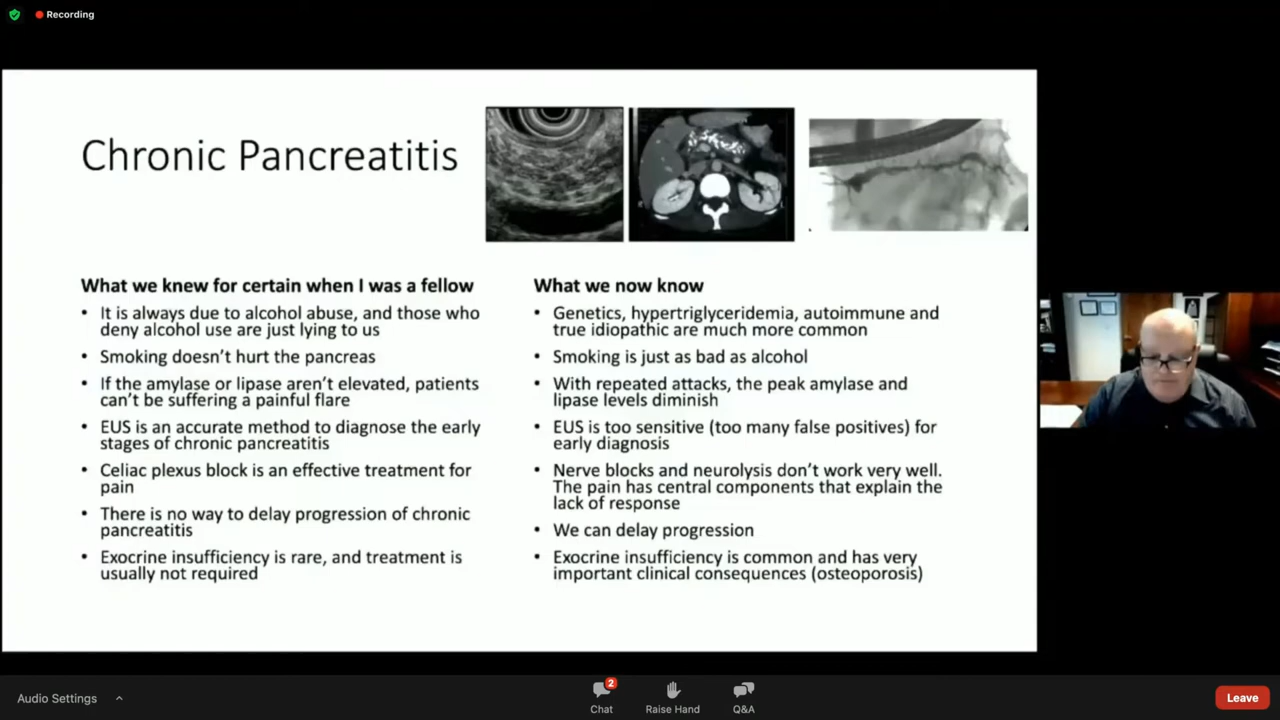 Recording
Chronic Pancreatitis
What we knew for certain when I was a fellow
• It is always due to alcohol abuse, and those who
deny alcohol use are just lying to us
• Smoking doesn't hurt the pancreas
• If the amylase or lipase aren't elevated, patients
can't be suffering a painful flare
• EUS is an accurate method to diagnose the early
stages of chronic pancreatitis
• Celiac plexus block is an effective treatment for
pain
• There is no way to delay progression of chronic
pancreatitis
• Exocrine insufficiency is rare, and treatment is
usually not required
What we now know
• Genetics, hypertriglyceridemia, autoimmune and
true idiopathic are much more common
• Smoking is just as bad as alcohol
• With repeated attacks, the peak amylase and
lipase levels diminish
• EUS is too sensitive (too many false positives) for
early diagnosis
• Nerve blocks and neurolysis don't work very well.
The pain has central components that explain the
lack of response
• We can delay progression
• Exocrine insufficiency is common and has very
important clinical consequences (osteoporosis)
Audio Settings
2
Chat
Raise Hand
Q&A
Leave